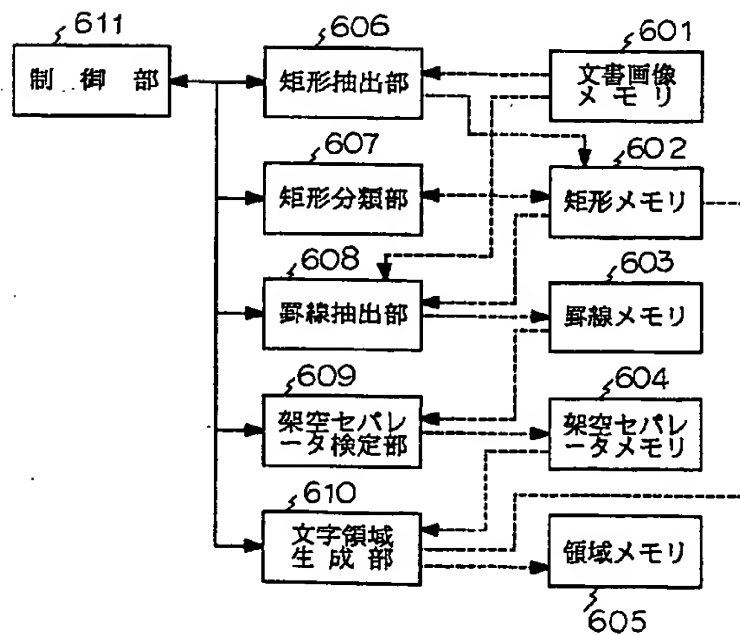 611
制御部
606
矩形抽出部
601
文書画像
メモリ
607
矩形分類部
602
矩形メモリ
608
罫線抽出部
603
罫線メモリ
609
架空セパレ
ータ検定部
604
架空セパレ
ータメモリ
610
文字領域
生成部
領域メモリ
605